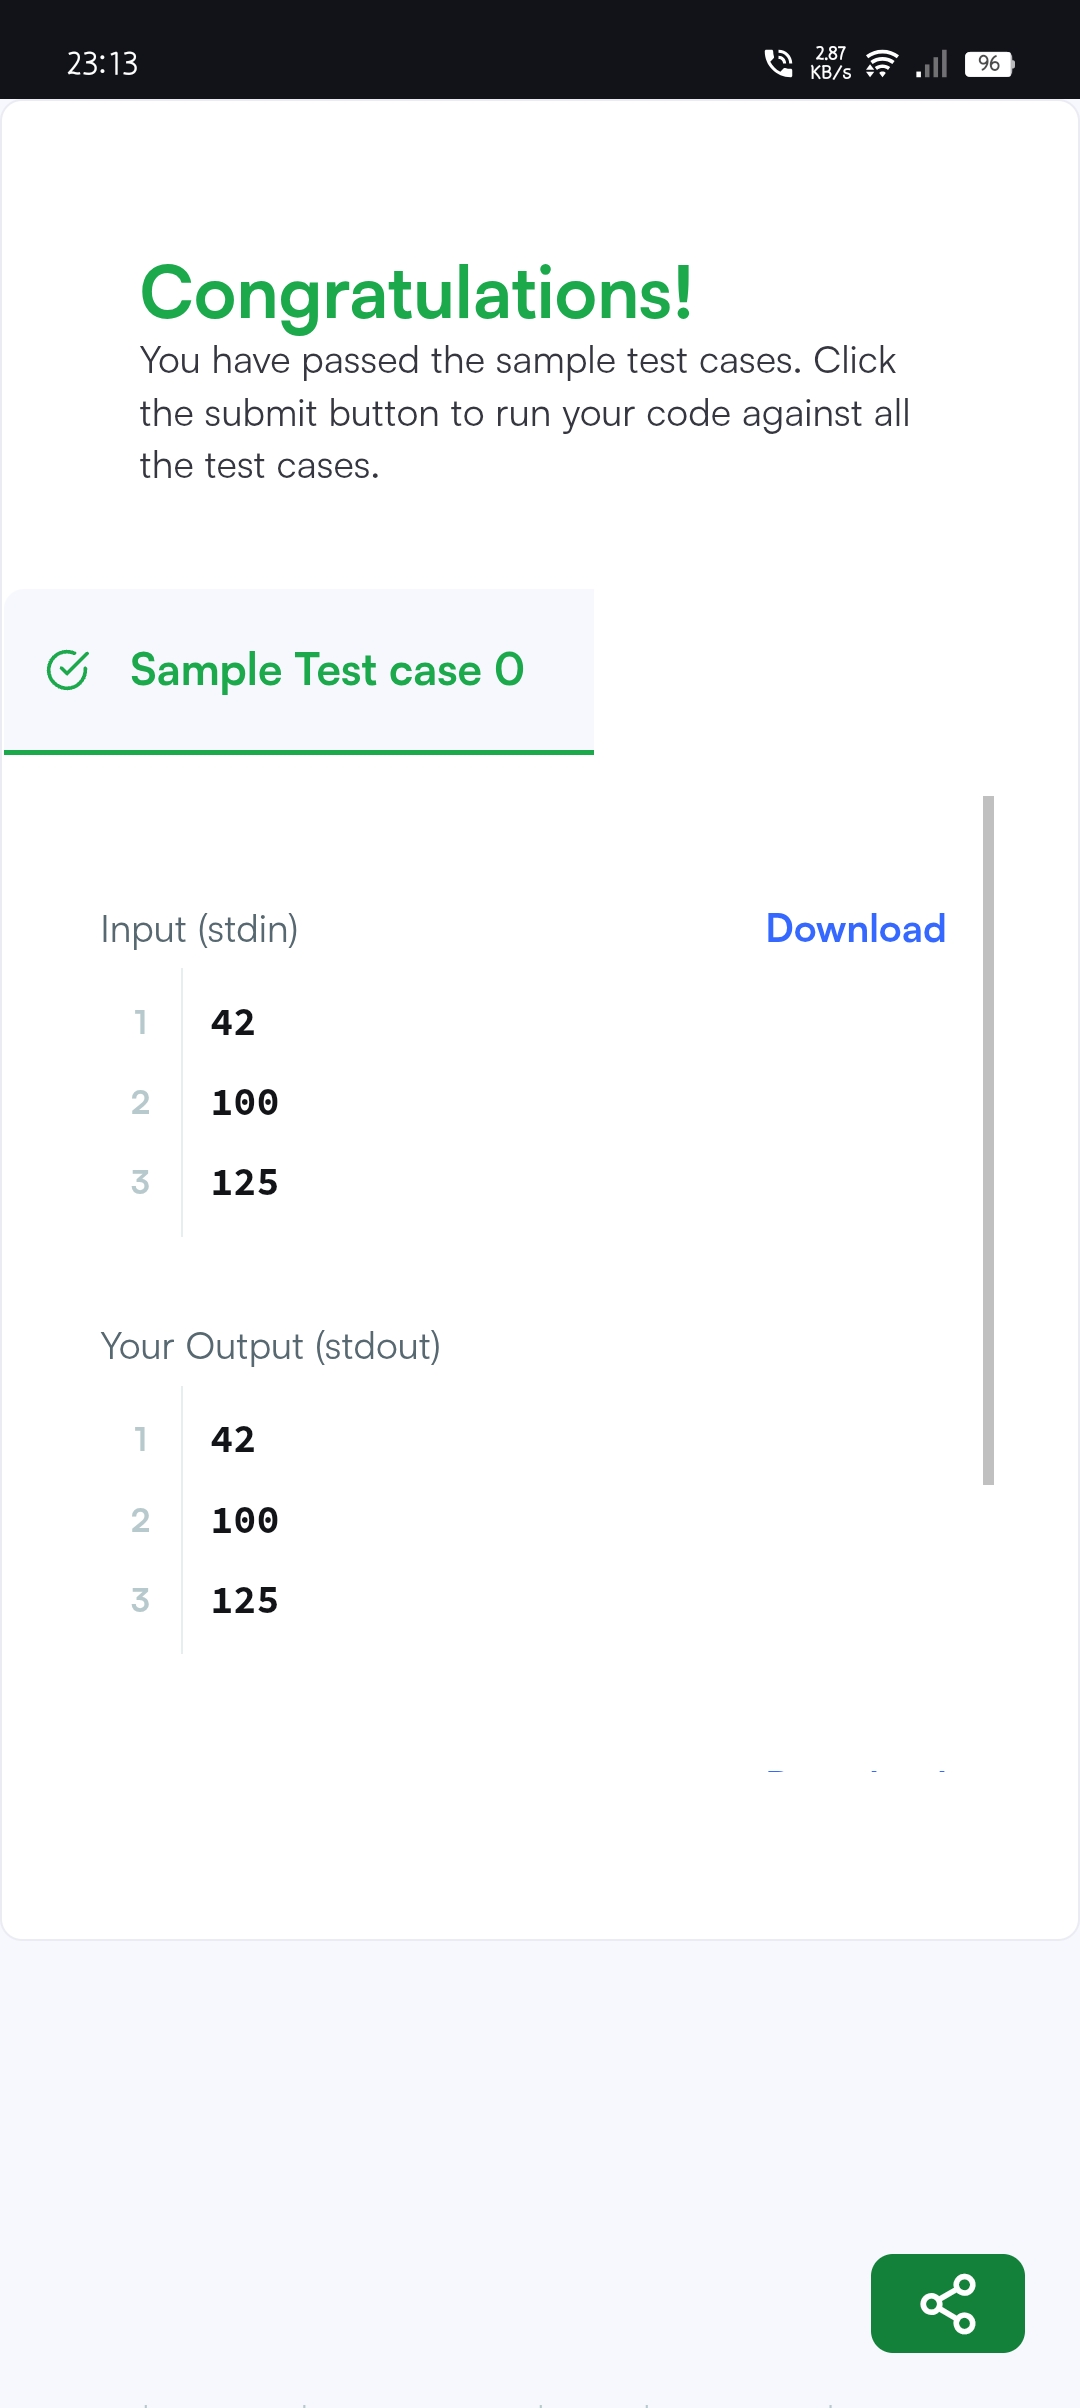 23:13
2.87
KB/s
96
Congratulations!
You have passed the sample test cases. Click
the submit button to run your code against all
the test cases.
Sample Test case 0
Input (stdin)
Download
1 42
2 100
3 125
Your Output (stdout)
1 42
2 100
3 125